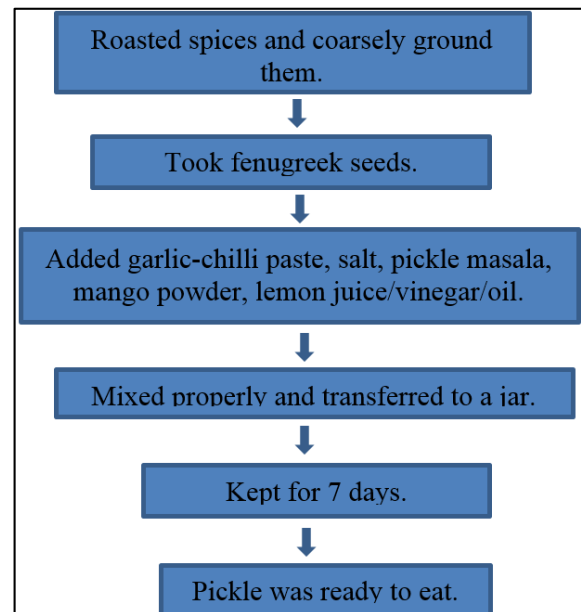 Roasted spices and coarsely ground
them.
Took fenugreek seeds.
Added garlic-chilli paste, salt, pickle masala,
mango powder, lemon juice/vinegar/oil.
Mixed properly and transferred to a jar.
Kept for 7 days.
Pickle was ready to eat.